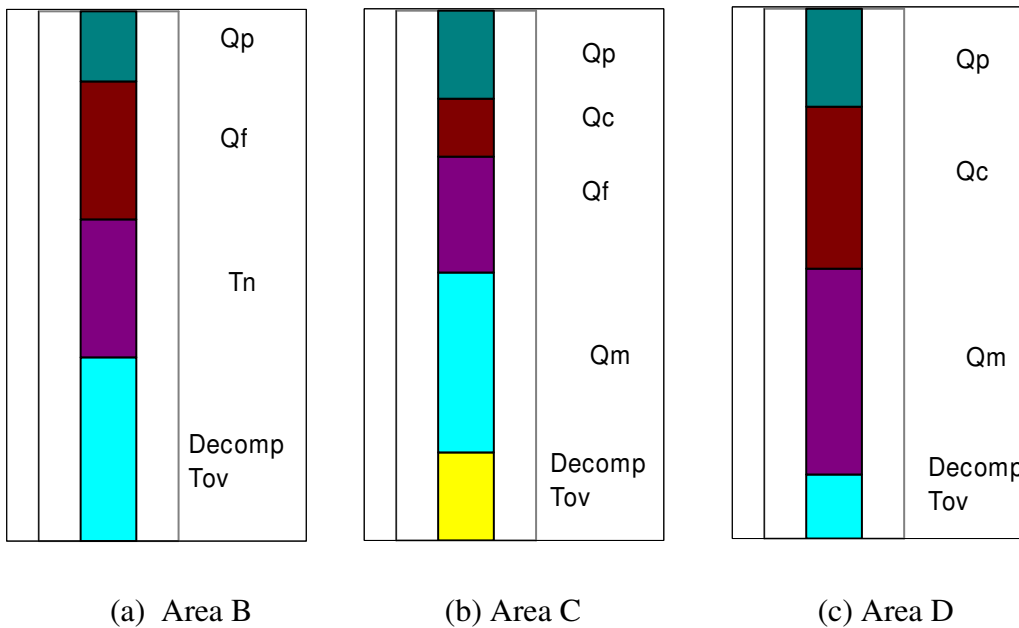 Qp
Qf
Tn
Decomp
Tov
(a) Area B
Qp
Qc
Qf
Qm
Decomp
Tov
(b) Area C
Qp
Qc
Qm
Decomp
Tov
(c) Area D